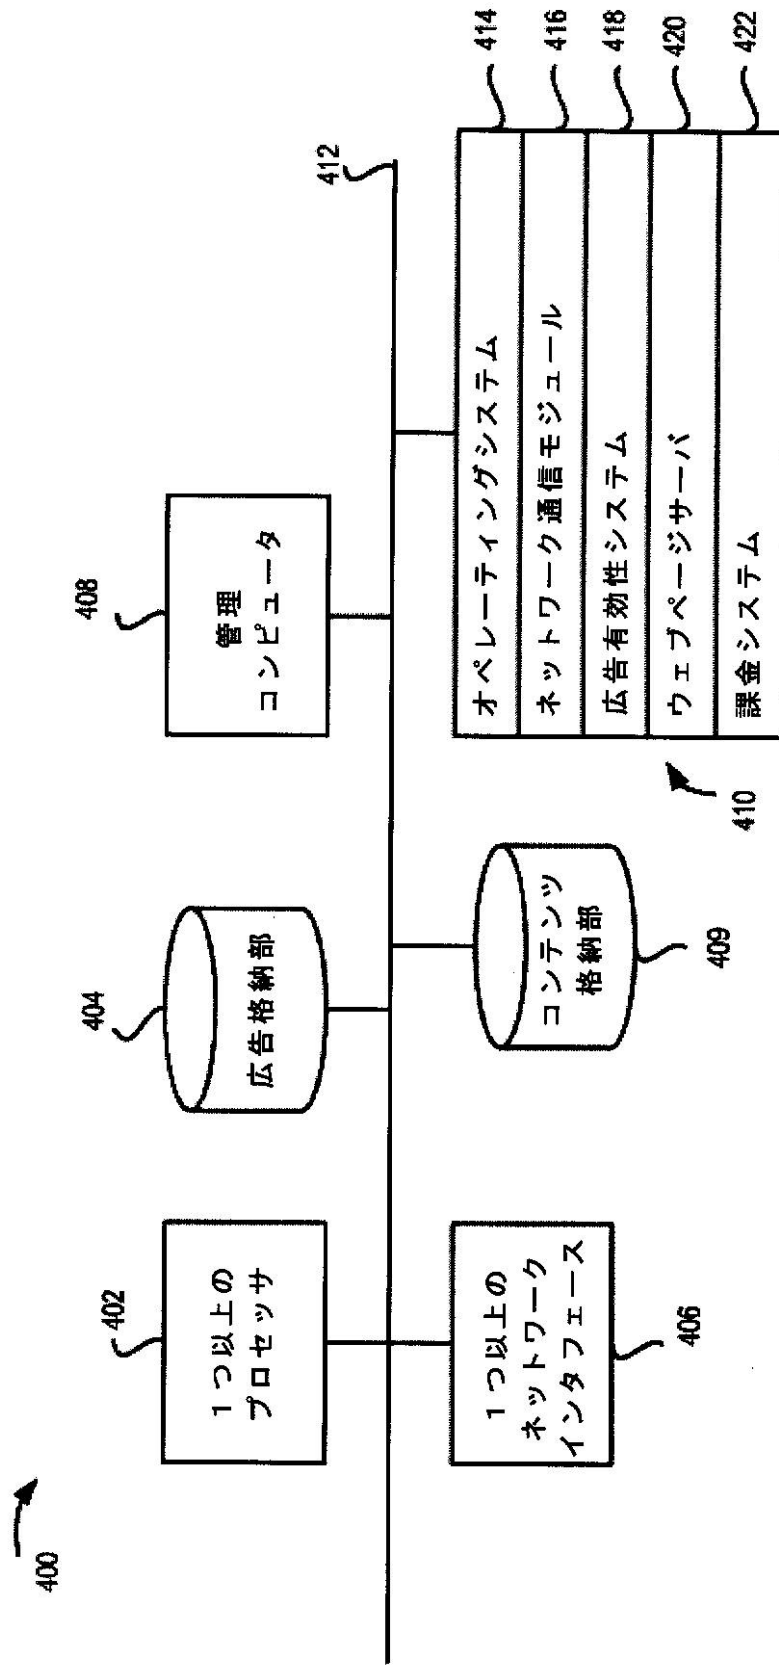 400
402
1つ以上の
プロセッサ
404
広告格納部
408
管理
コンピュータ
412
1つ以上の
ネットワーク
インタフェース
406
コンテンツ
格納部
409
410
オペレーティングシステム
414
ネットワーク通信モジュール
416
広告有効性システム
418
ウェブページサーバ
420
課金システム
422